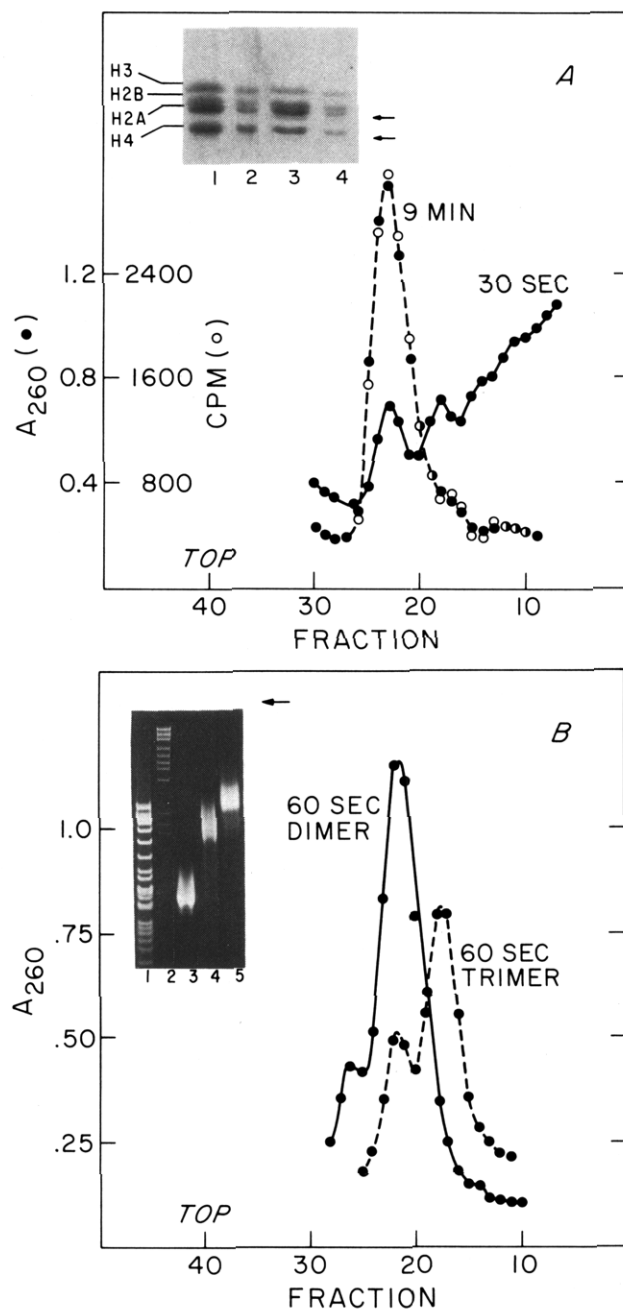 A
H3
H2B
H2A
H4
1 2 3 4
9 MIN
30 SEC
1.2
0.8
0.4
2400
1600
800
A260 (●)
CPM (○)
TOP
40 30 20 10
FRACTION
B
60 SEC
DIMER
60 SEC
TRIMER
1 2 3 4 5
1.0
.75
.50
.25
A260
TOP
40 30 20 10
FRACTION